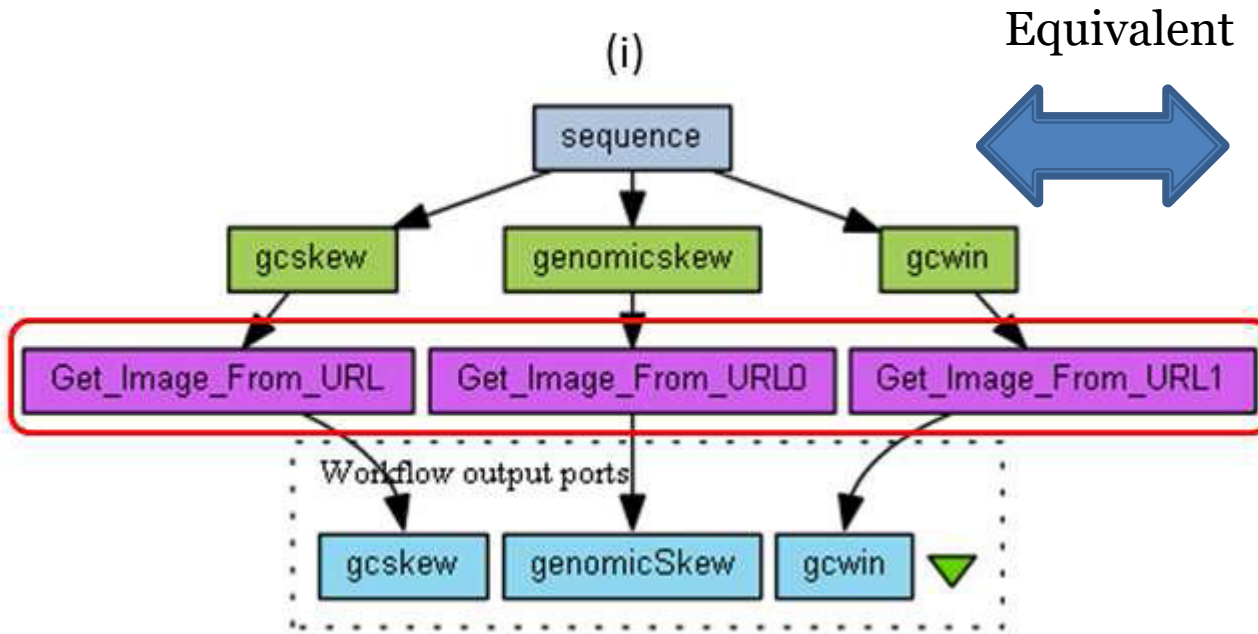 Equivalent
(i)
sequence
gcskew genomicskew gcwin
Get_Image_From_URL Get_Image_From_URL0 Get_Image_From_URL1
Workflow output ports
gcskew genomicSkew gcwin